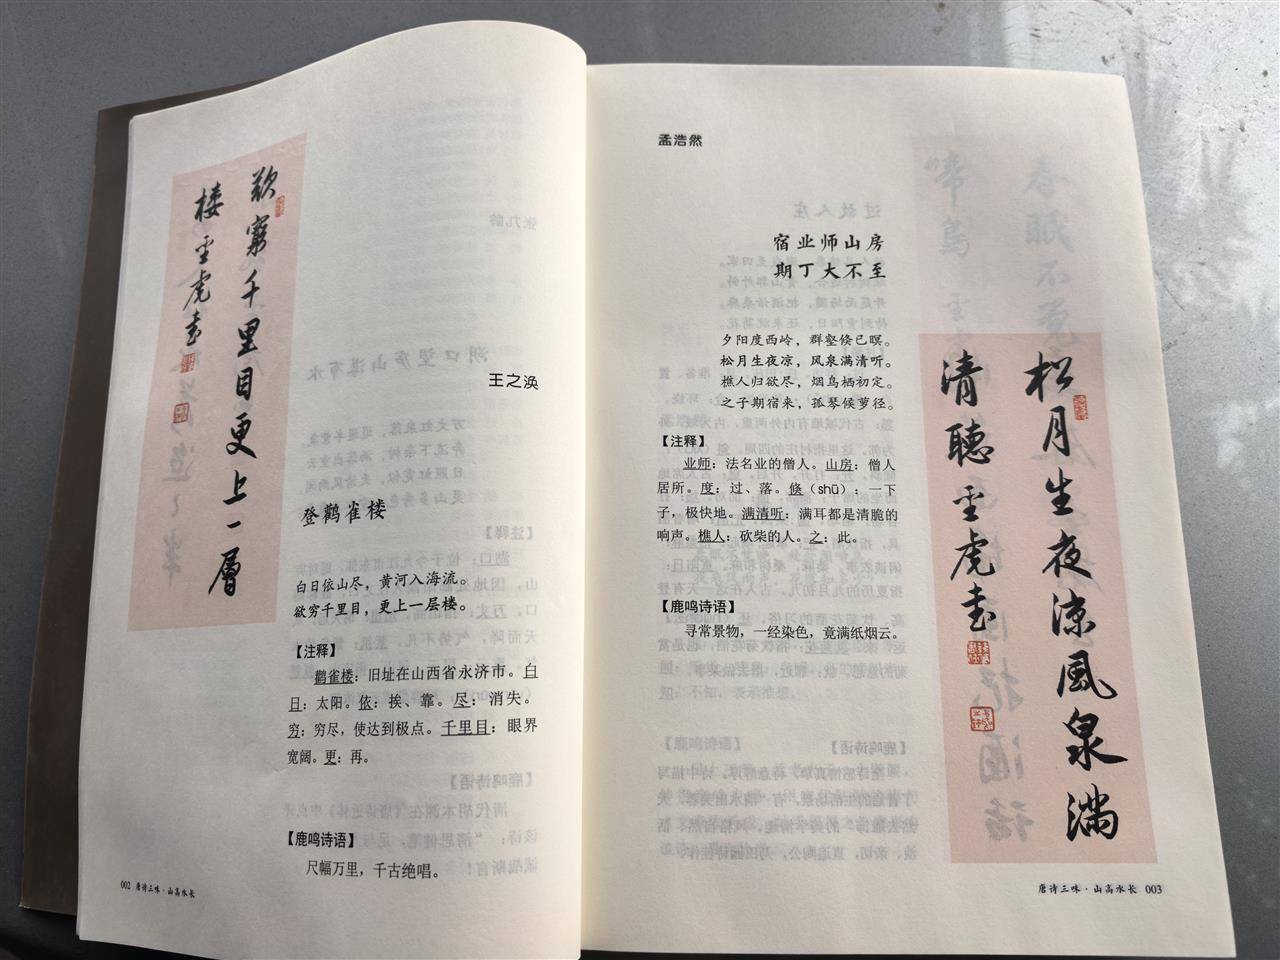 欲穷千里目更上一层
楼 圣虎书
王之涣
登鹳雀楼
白日依山尽，黄河入海流。
欲穷千里目，更上一层楼。
【注释】
鹳雀楼：旧址在山西省永济市。白
日：太阳。依：挨、靠。尽：消失。
穷：穷尽，使达到极点。千里目：眼界
宽阔。更：再。
【鹿鸣诗语】
尺幅万里，千古绝唱。
002 唐诗三味·山高水长
孟浩然
宿业师山房
期丁大不至
夕阳度西岭，群壑倏已暝。
松月生夜凉，风泉满清听。
樵人归欲尽，烟鸟栖初定。
之子期宿来，孤琴候萝径。
【注释】
业师：法名业的僧人。山房：僧人
居所。度：过、落。倏（shū）：一下
子，极快地。满清听：满耳都是清脆的
响声。樵人：砍柴的人。之：此。
【鹿鸣诗语】
寻常景物，一经染色，竟满纸烟云。
松月生夜凉風泉满
清聽 圣虎书
唐诗三味·山高水长 003